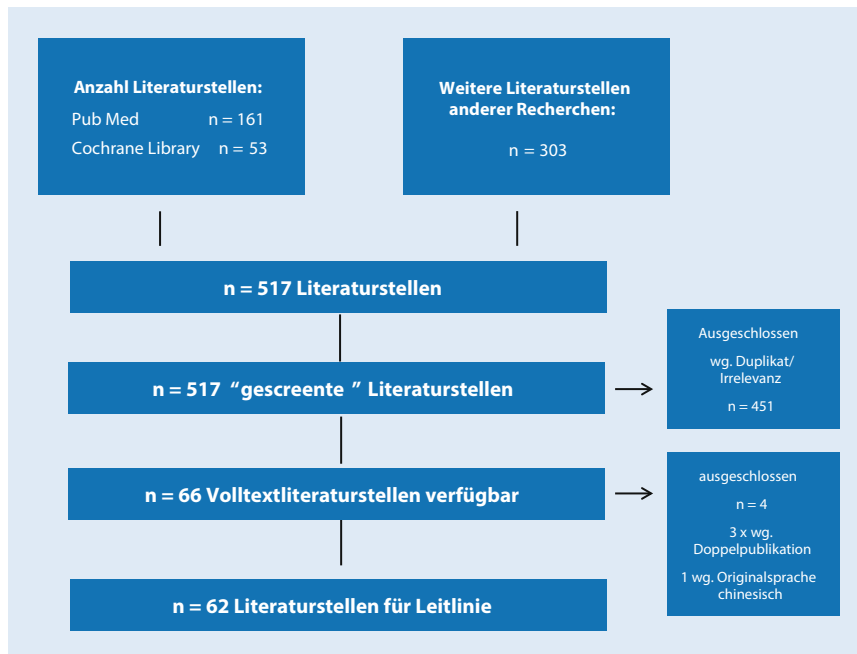 Anzahl Literaturstellen:
Pub Med n = 161
Cochrane Library n = 53
Weitere Literaturstellen
anderer Recherchen:
n = 303
n = 517 Literaturstellen
n = 517 “gescreente ” Literaturstellen
Ausgeschlossen
wg. Duplikat/
Irrelevanz
n = 451
n = 66 Volltextliteraturstellen verfügbar
ausgeschlossen
n = 4
3 x wg.
Doppelpublikation
1 wg. Originalsprache
chinesisch
n = 62 Literaturstellen für Leitlinie